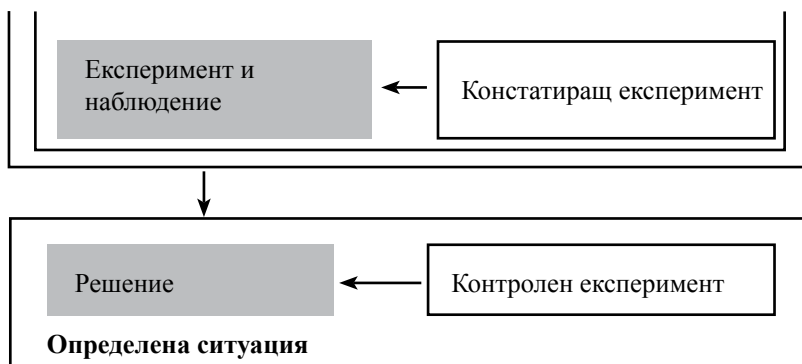 Експеримент и
наблюдение
Констатиращ експеримент
Решение
Контролен експеримент
Определена ситуация